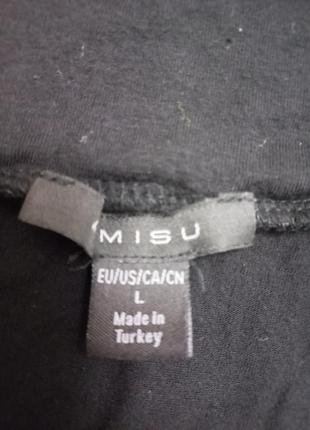 MISU
EU/US/CA/CN
L
Made in
Turkey